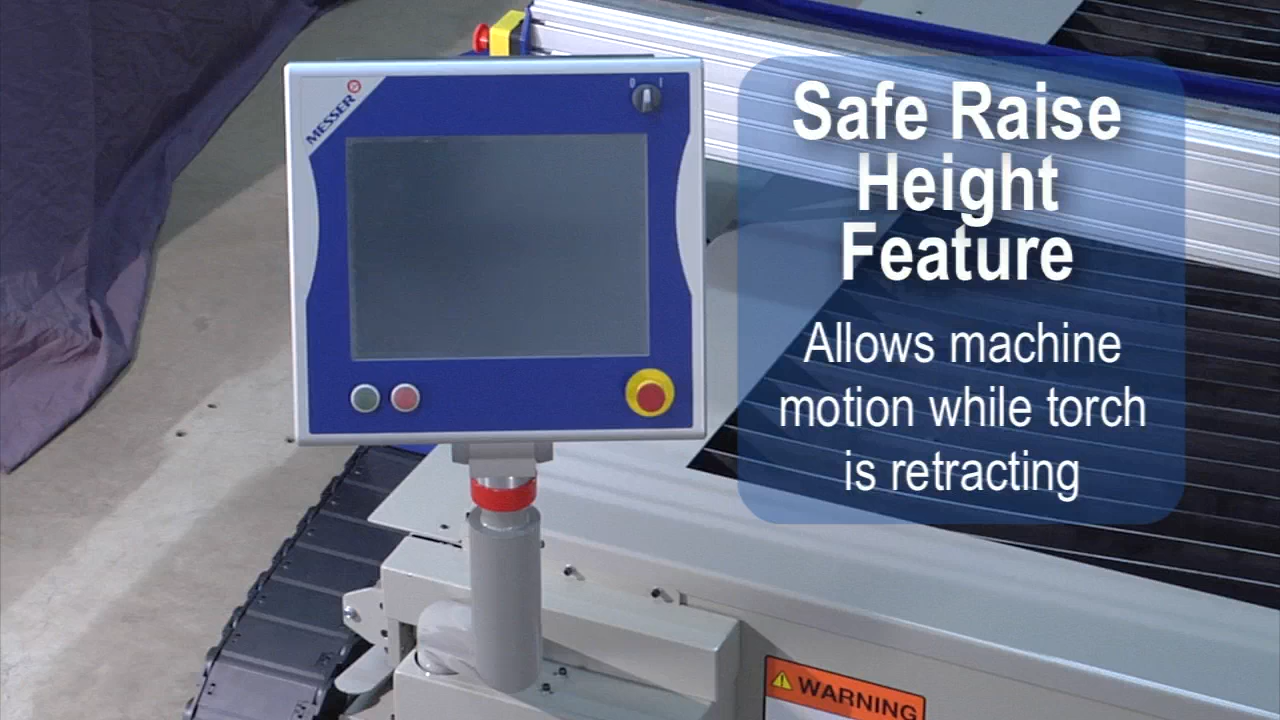 MESSER
0 I
Safe Raise
Height
Feature
Allows machine
motion while torch
is retracting
WARNING